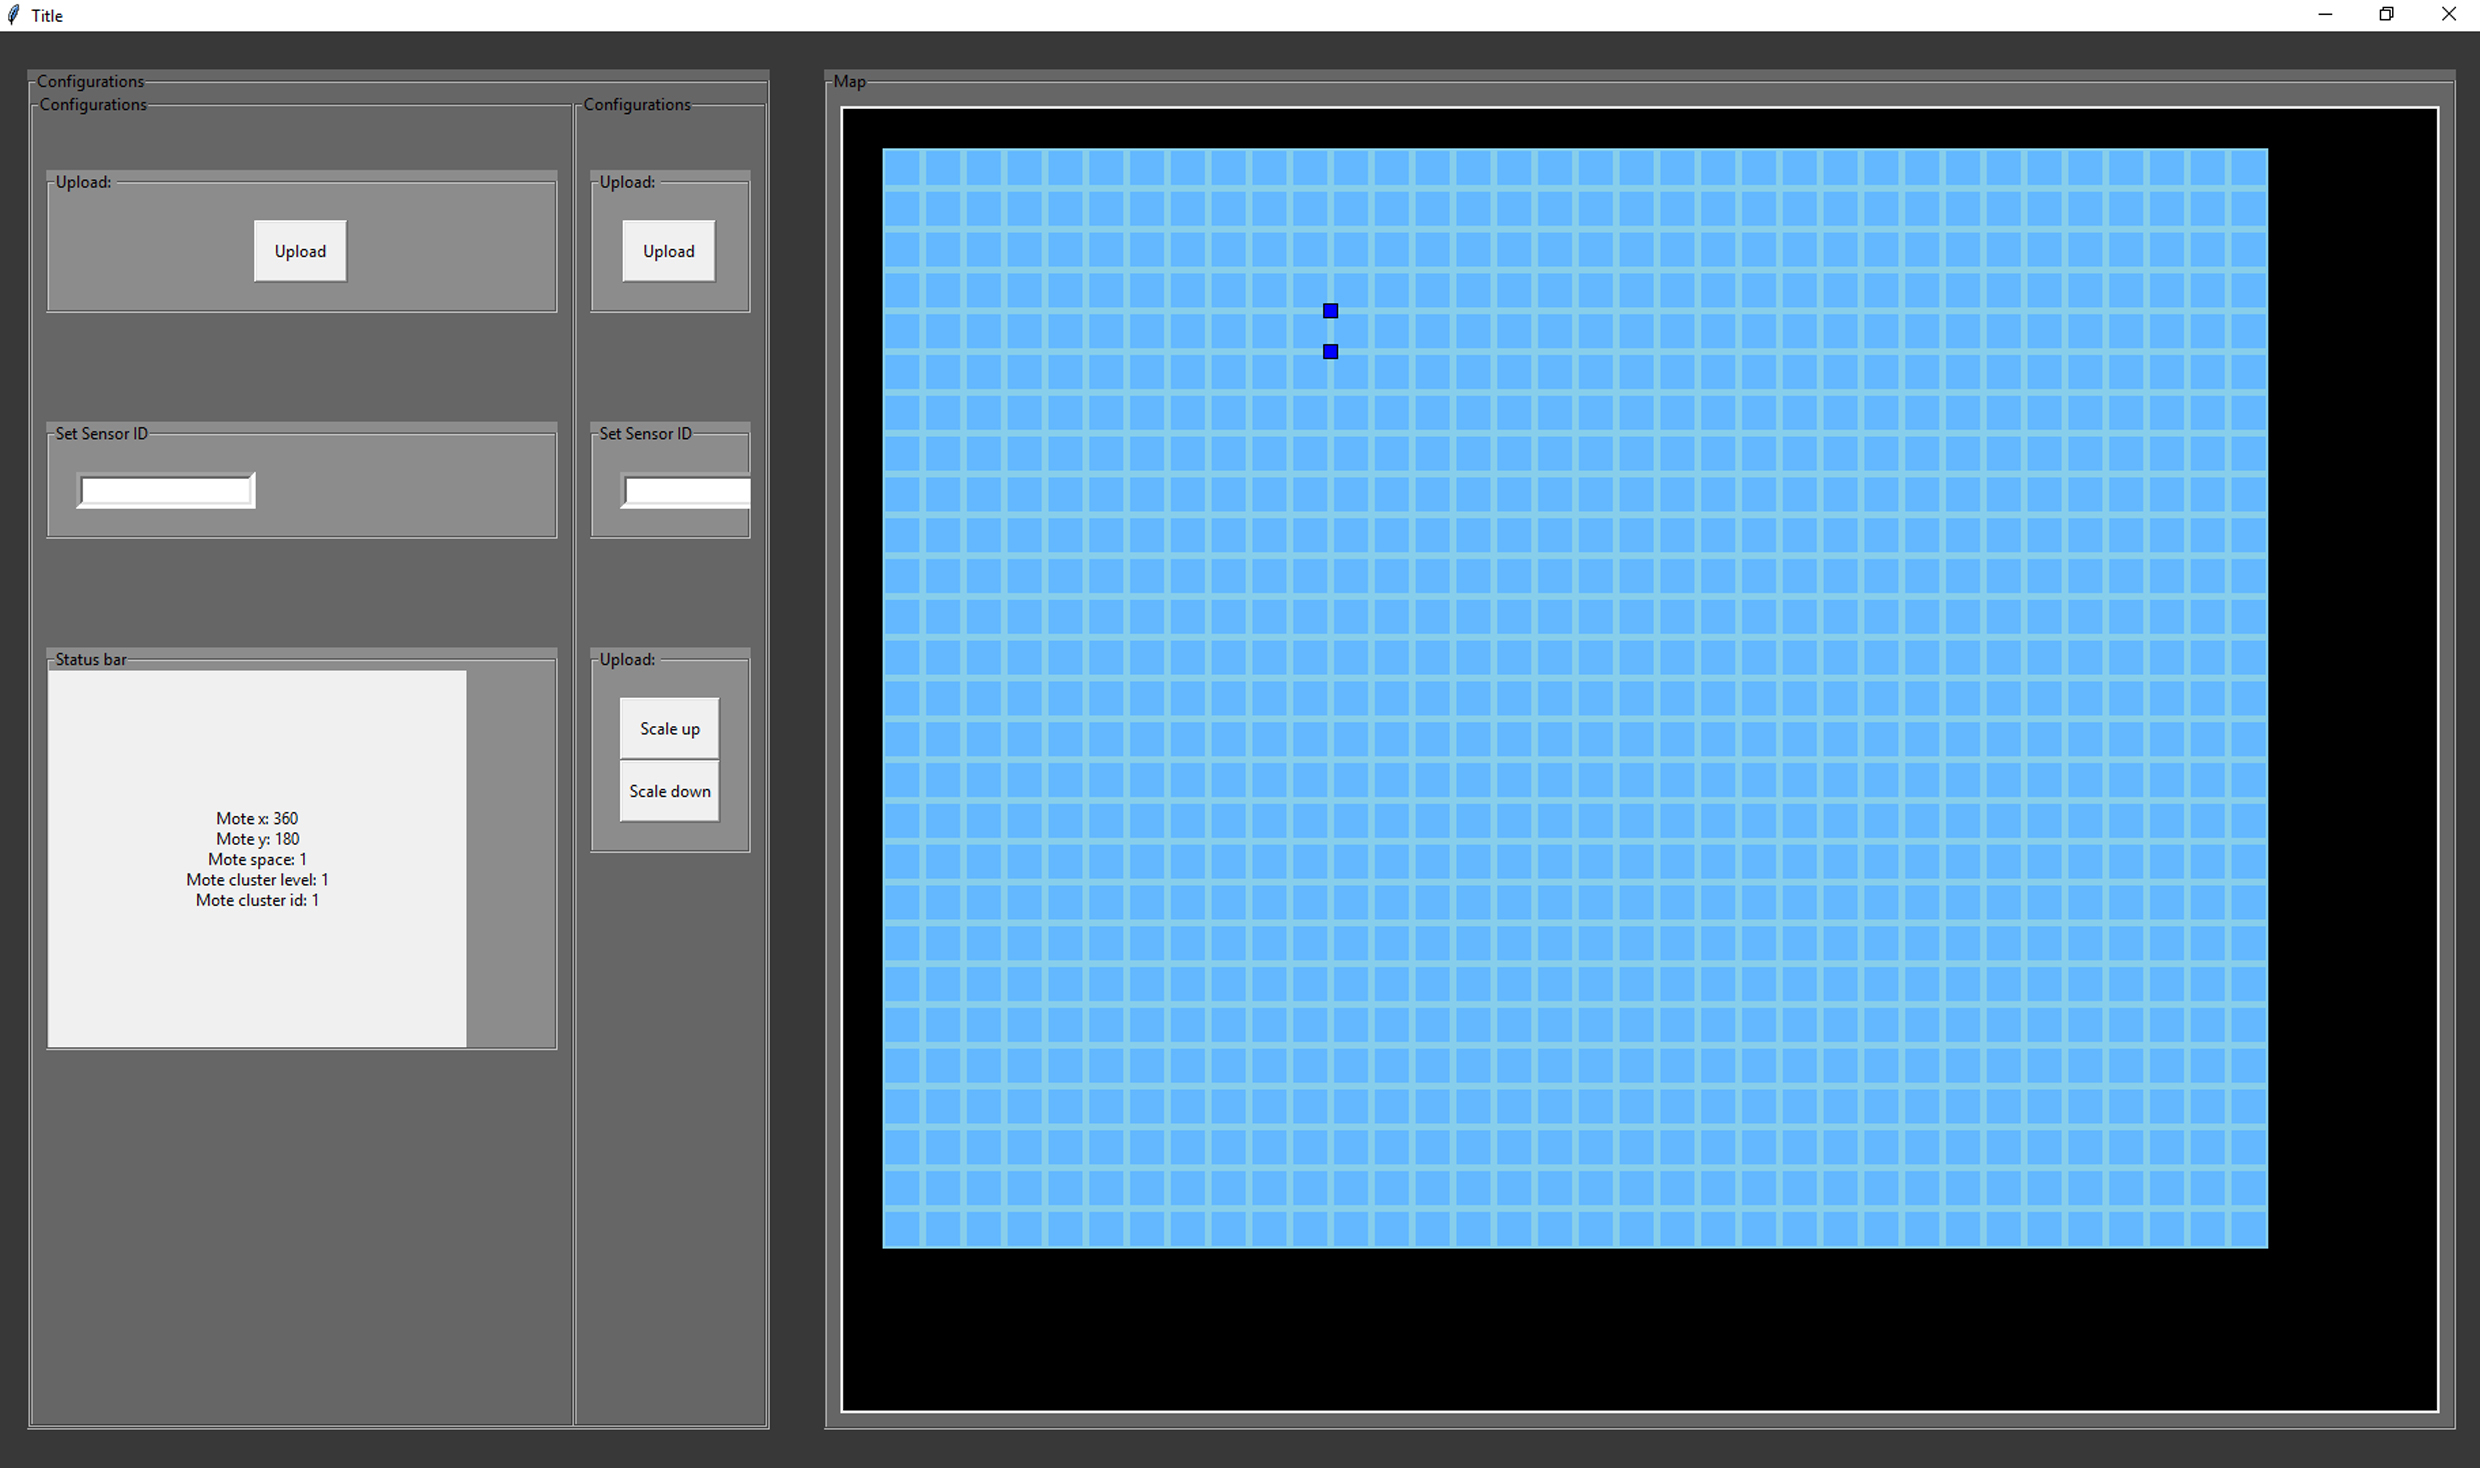 Title
Configurations
Configurations
Upload:
Upload
Set Sensor ID
Status bar
Mote x: 360
Mote y: 180
Mote space: 1
Mote cluster level: 1
Mote cluster id: 1
Configurations
Upload:
Upload
Set Sensor ID
Upload:
Scale up
Scale down
Map